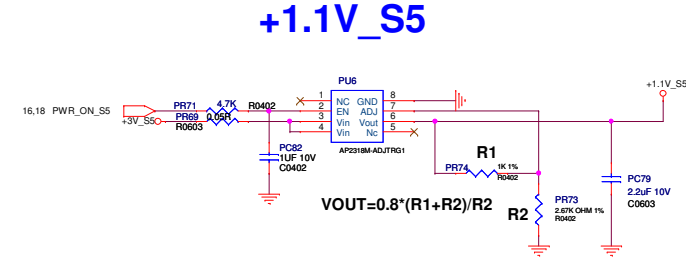 +1.1V_S5
+1.1V_S5
PU6
16,18 PWR_ON_S5
PR71 4.7K R0402
+3V_S5
PR69 0.05R
R0603
1 NC GND 8
2 EN ADJ 7
3 Vin Vout 6
4 Vin Nc 5
AP2318M-ADJTRG1
PC82
1UF 10V
C0402
R1
PR74 1K 1%
R0402
PC79
2.2uF 10V
C0603
VOUT=0.8*(R1+R2)/R2
R2
PR73
2.67K OHM 1%
R0402